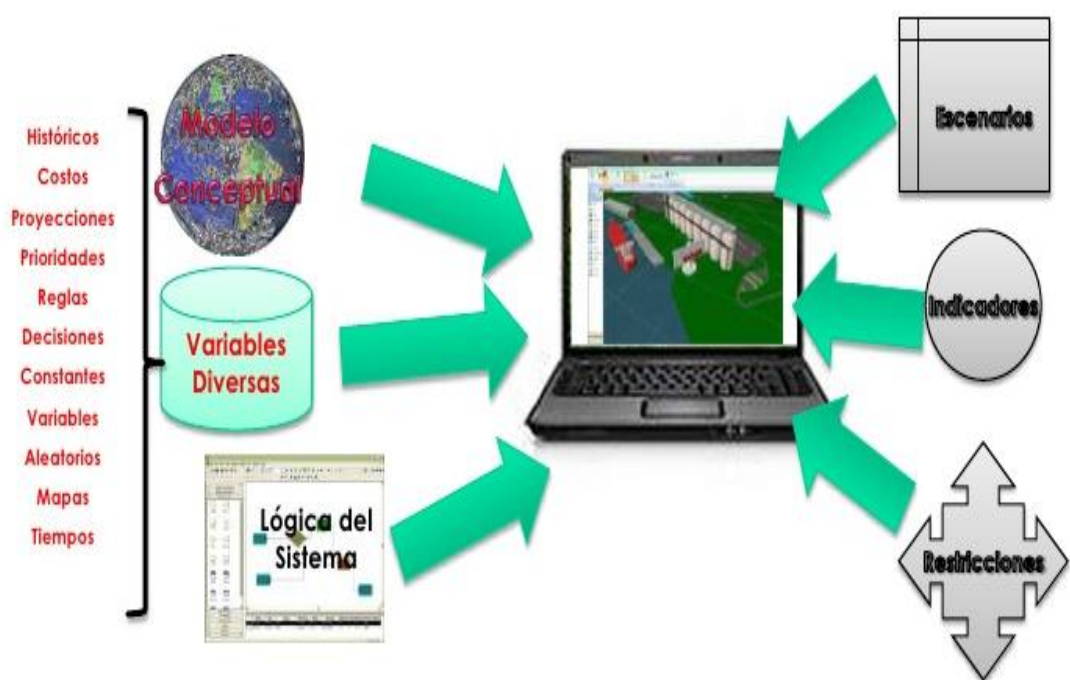 Históricos
Costos
Proyecciones
Prioridades
Reglas
Decisiones
Constantes
Variables
Aleatorios
Mapas
Tiempos
Modelo
Conceptual
Variables
Diversas
Lógica del
Sistema
Escenarios
Indicadores
Restricciones